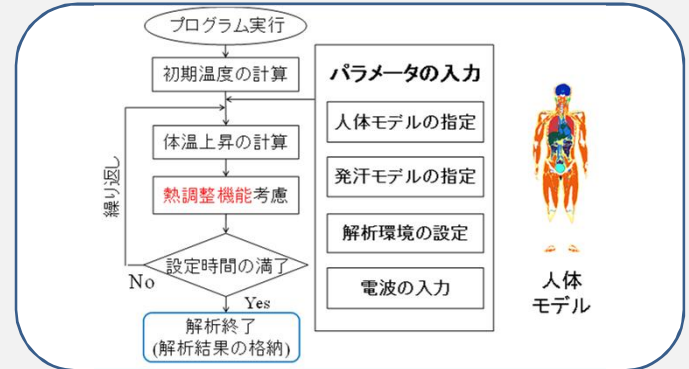 プログラム実行
初期温度の計算
体温上昇の計算
熱調整機能考慮
設定時間の満了
繰り返し
No
Yes
解析終了
(解析結果の格納)
パラメータの入力
人体モデルの指定
発汗モデルの指定
解析環境の設定
電波の入力
人体
モデル